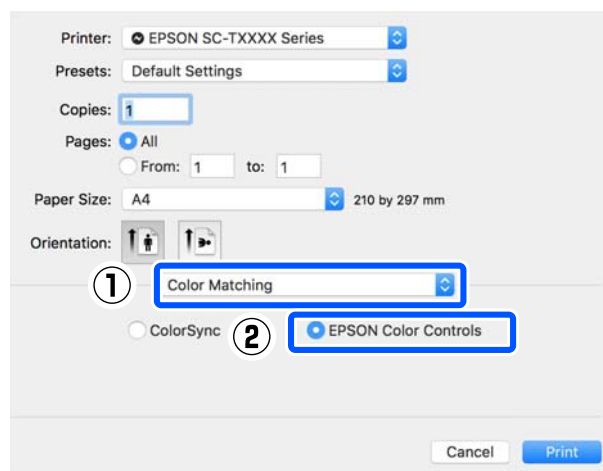 Printer: EPSON SC-TXXXX Series
Presets: Default Settings
Copies: 1
Pages: All
From: 1 to: 1
Paper Size: A4 210 by 297 mm
Orientation:
① Color Matching
ColorSync ② EPSON Color Controls
Cancel Print